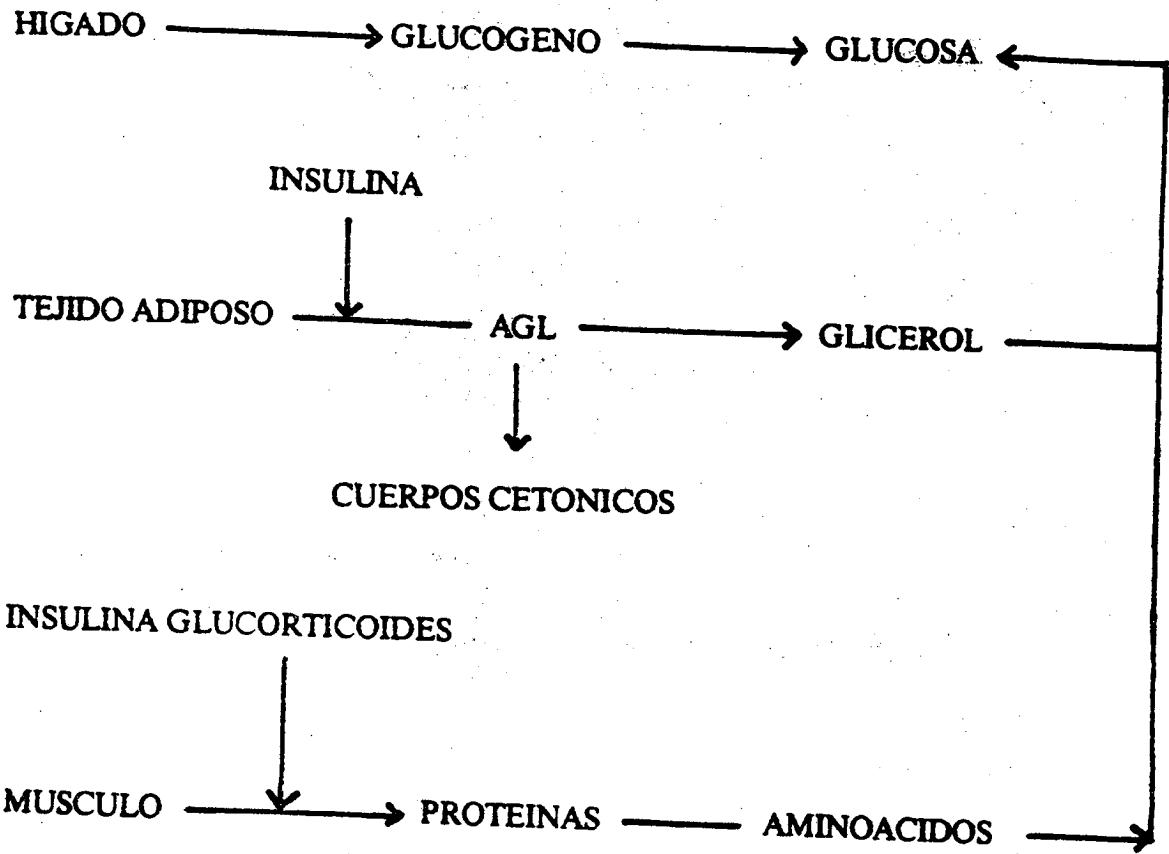 HIGADO GLUCOGENO GLUCOSA
INSULINA
TEJIDO ADIPOSO AGL GLICEROL
CUERPOS CETONICOS
INSULINA GLUCORTICOIDES
MUSCULO PROTEINAS AMINOACIDOS